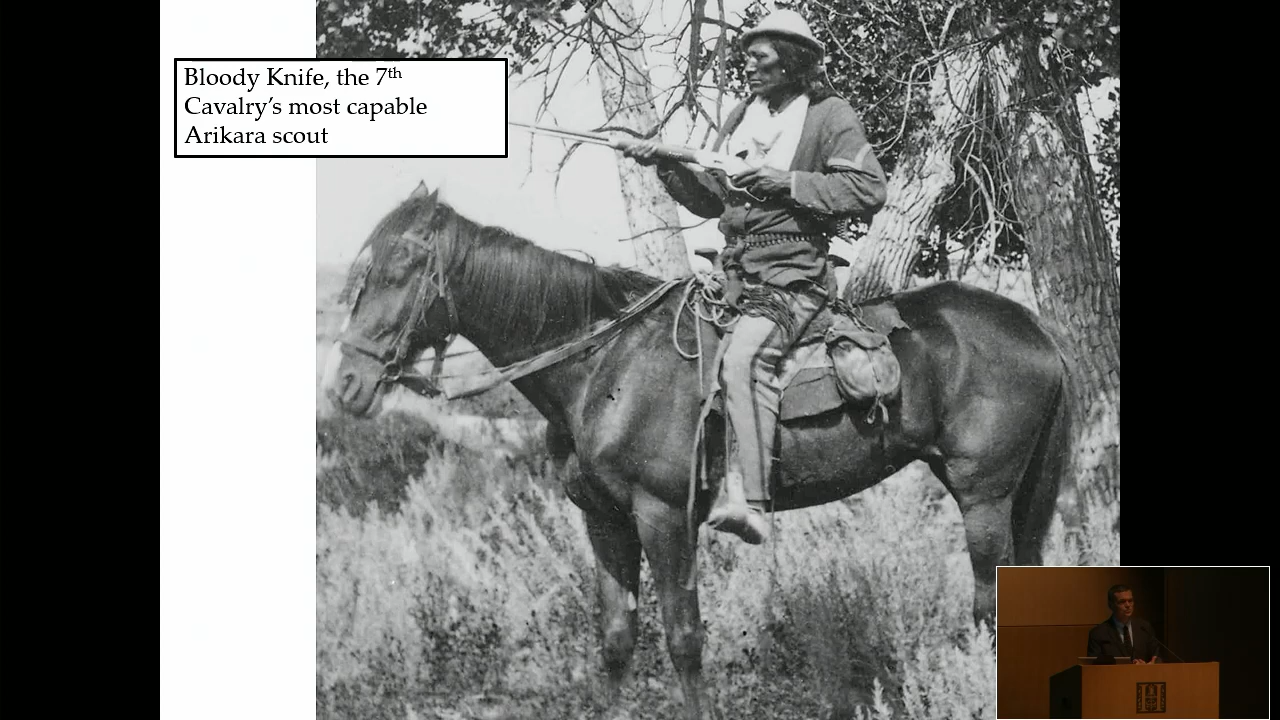 Bloody Knife, the 7th
Cavalry's most capable
Arikara scout